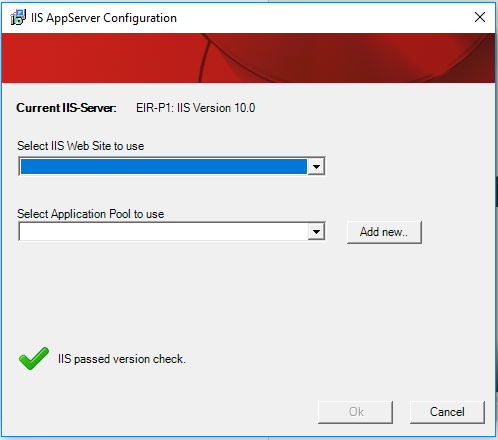 IIS AppServer Configuration
Current IIS-Server: EIR-P1: IIS Version 10.0
Select IIS Web Site to use
Select Application Pool to use
Add new..
IIS passed version check.
Ok Cancel